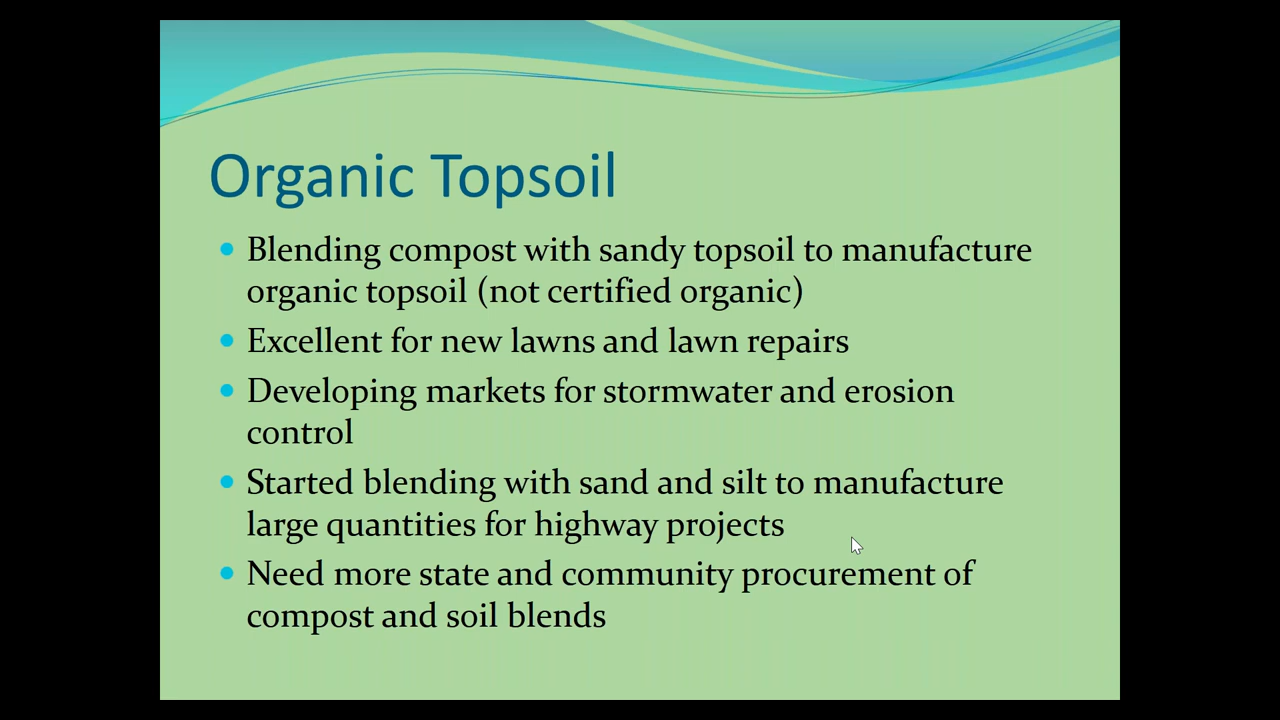 Organic Topsoil
Blending compost with sandy topsoil to manufacture
organic topsoil (not certified organic)
Excellent for new lawns and lawn repairs
Developing markets for stormwater and erosion
control
Started blending with sand and silt to manufacture
large quantities for highway projects
Need more state and community procurement of
compost and soil blends